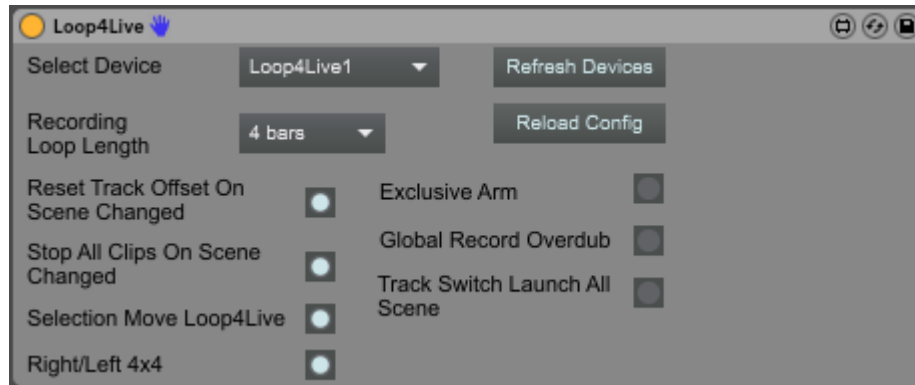 Loop4Live
Select Device
Loop4Live1
Refresh Devices
Recording
Loop Length
4 bars
Reload Config
Reset Track Offset On
Scene Changed
Stop All Clips On Scene
Changed
Selection Move Loop4Live
Right/Left 4x4
Exclusive Arm
Global Record Overdub
Track Switch Launch All
Scene